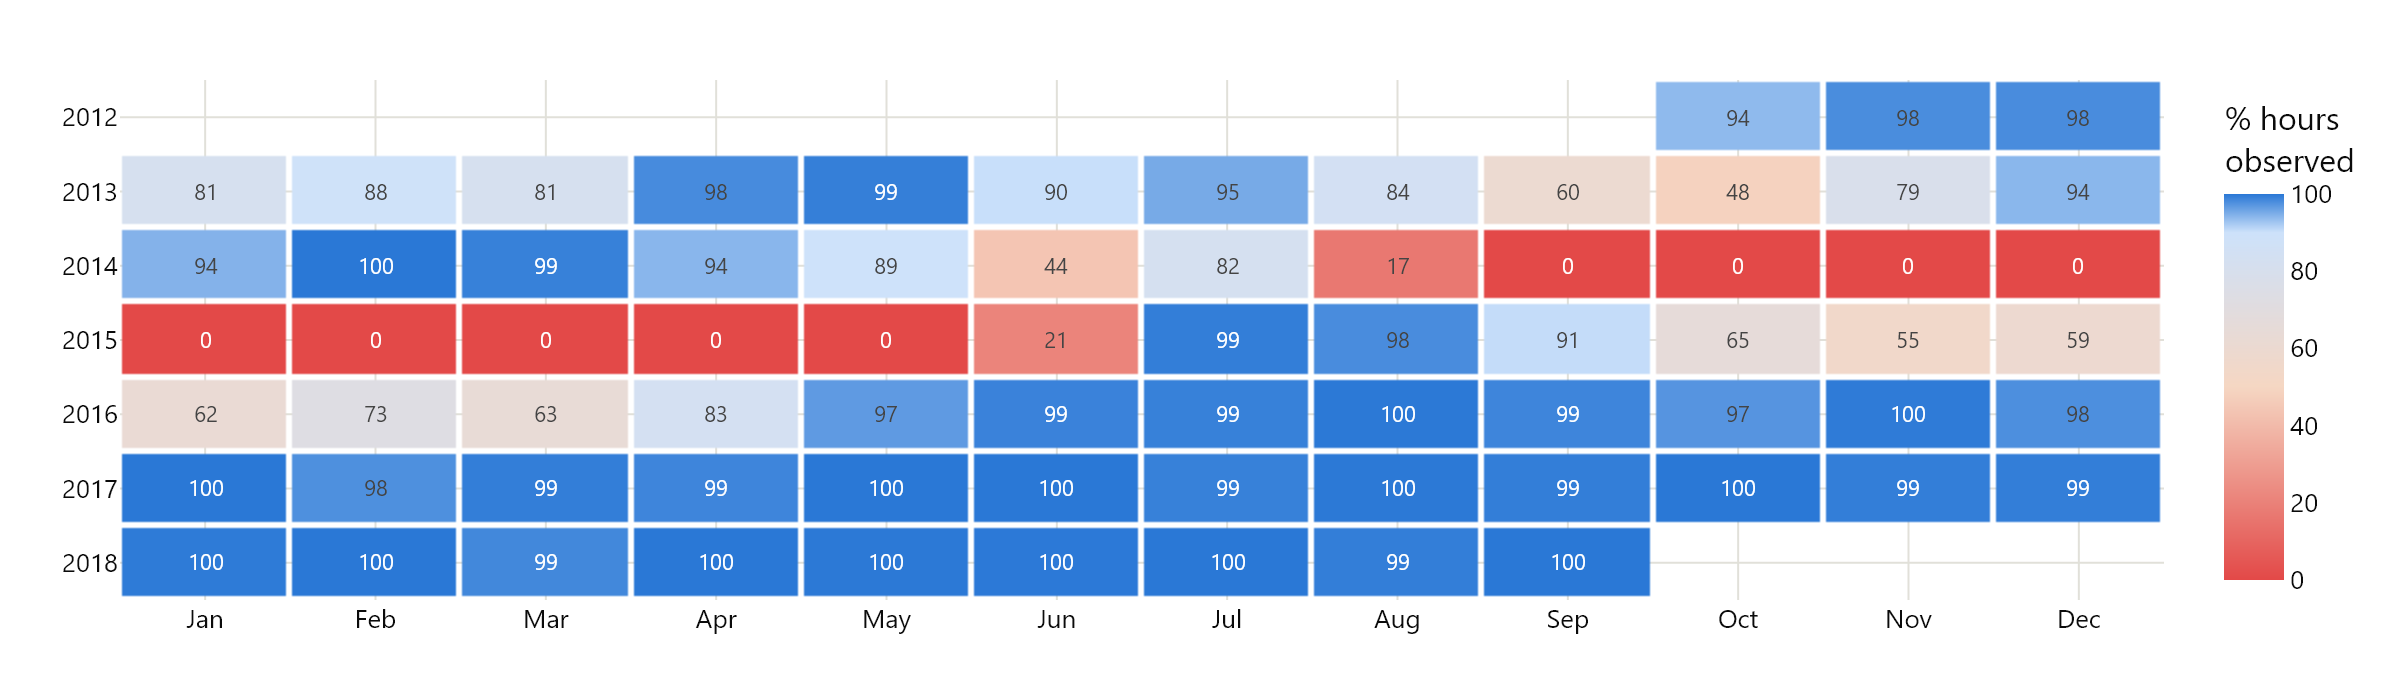 2012 94 98 98
2013 81 88 81 98 99 90 95 84 60 48 79 94
2014 94 100 99 94 89 44 82 17 0 0 0 0
2015 0 0 0 0 0 21 99 98 91 65 55 59
2016 62 73 63 83 97 99 99 100 99 97 100 98
2017 100 98 99 99 100 100 99 100 99 100 99 99
2018 100 100 99 100 100 100 100 99 100
Jan Feb Mar Apr May Jun Jul Aug Sep Oct Nov Dec
% hours
observed
100
80
60
40
20
0